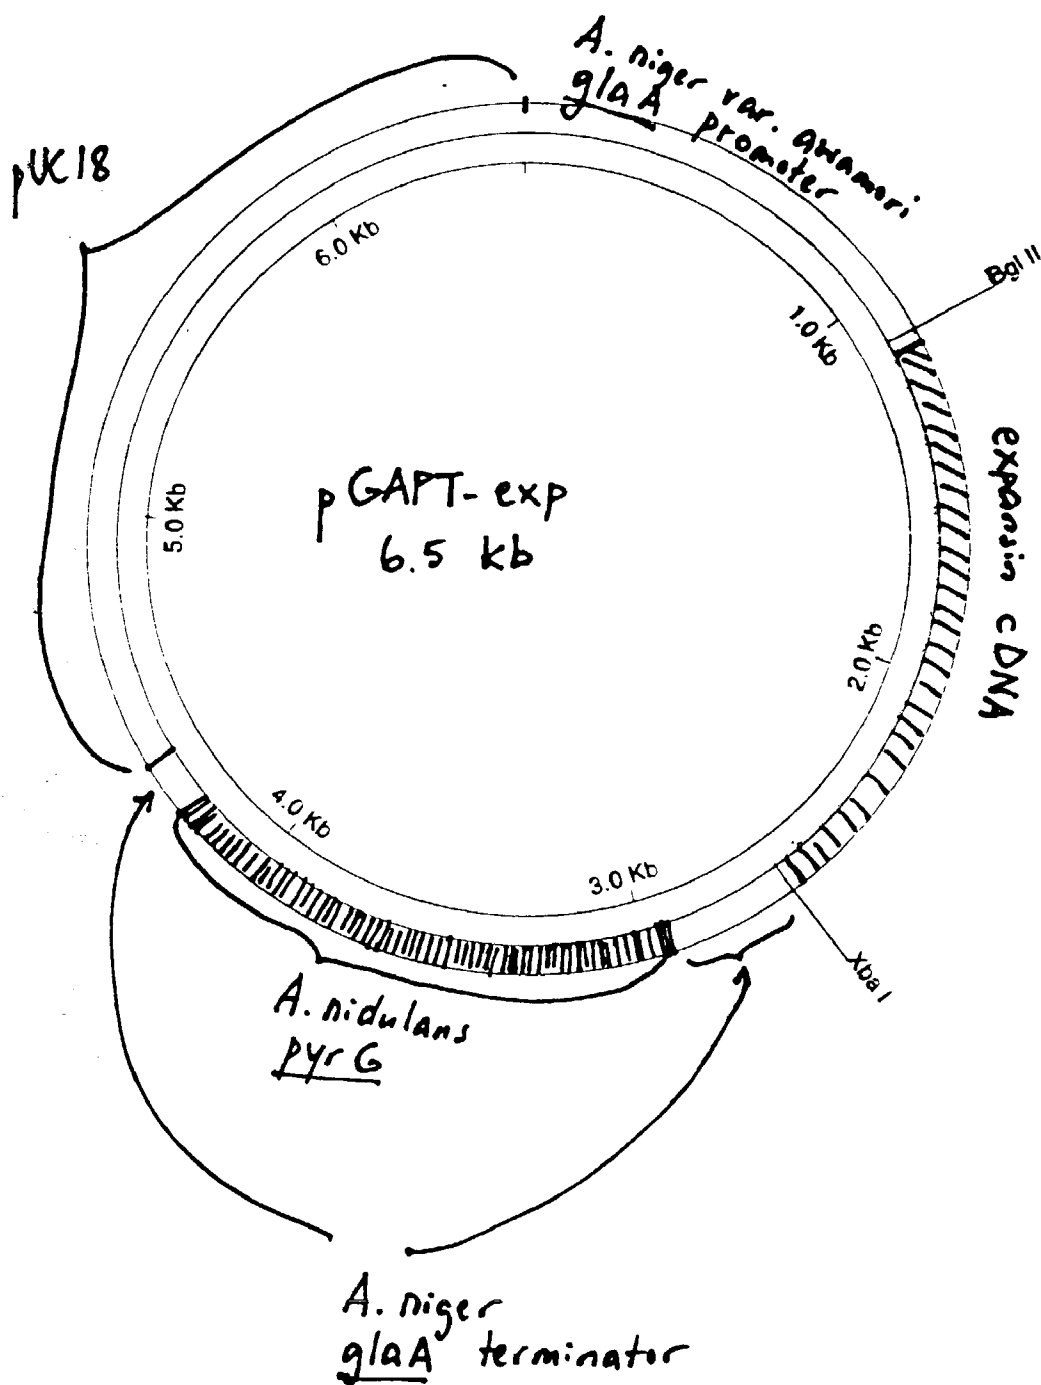 A. niger var. awamori
glaA promoter
pUC18
Bgl II
6.0 Kb
1.0 Kb
pGAPT-exp
6.5 kb
5.0 Kb
expansin cDNA
2.0 Kb
4.0 Kb
3.0 Kb
Xba I
A. nidulans
pyrG
A. niger
glaA terminator